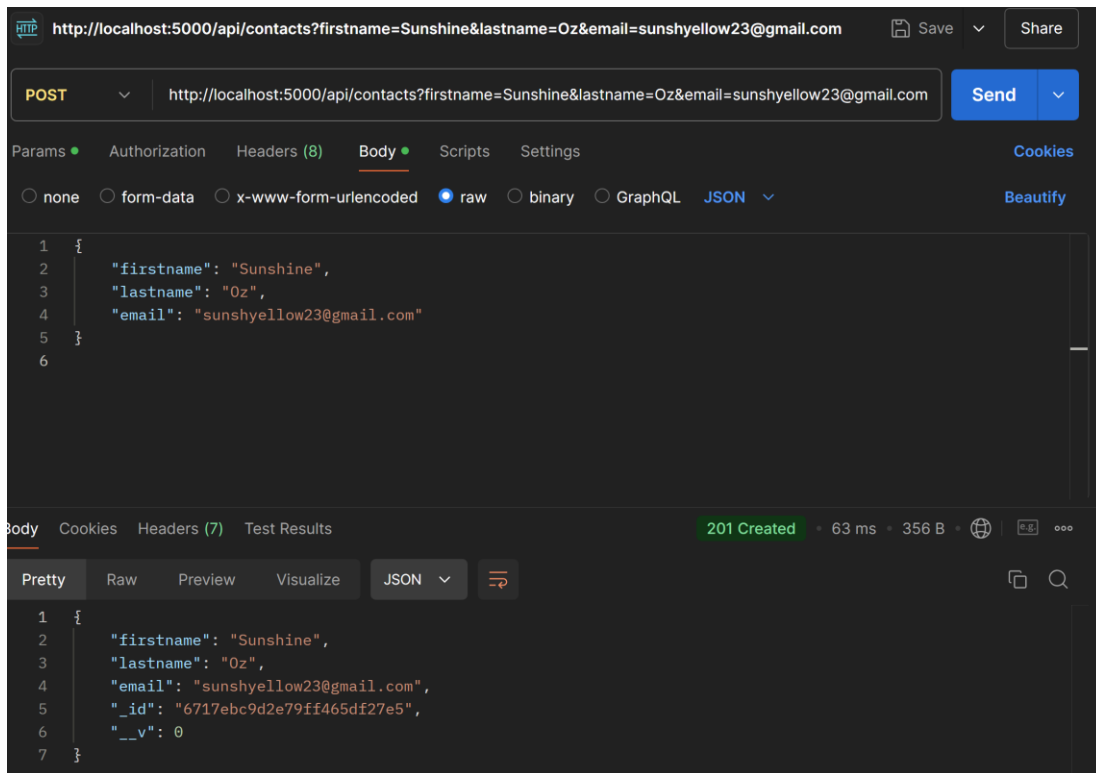 HTTP http://localhost:5000/api/contacts?firstname=Sunshine&lastname=Oz&email=sunshyellow23@gmail.com Save Share
POST http://localhost:5000/api/contacts?firstname=Sunshine&lastname=Oz&email=sunshyellow23@gmail.com Send
Params Authorization Headers (8) Body Scripts Settings Cookies
none form-data x-www-form-urlencoded raw binary GraphQL JSON Beautify
1 {
2 "firstname": "Sunshine",
3 "lastname": "Oz",
4 "email": "sunshyellow23@gmail.com"
5 }
6
Body Cookies Headers (7) Test Results 201 Created • 63 ms • 356 B • e.g.
Pretty Raw Preview Visualize JSON
1 {
2 "firstname": "Sunshine",
3 "lastname": "Oz",
4 "email": "sunshyellow23@gmail.com",
5 "_id": "6717ebc9d2e79ff465df27e5",
6 "__v": 0
7 }